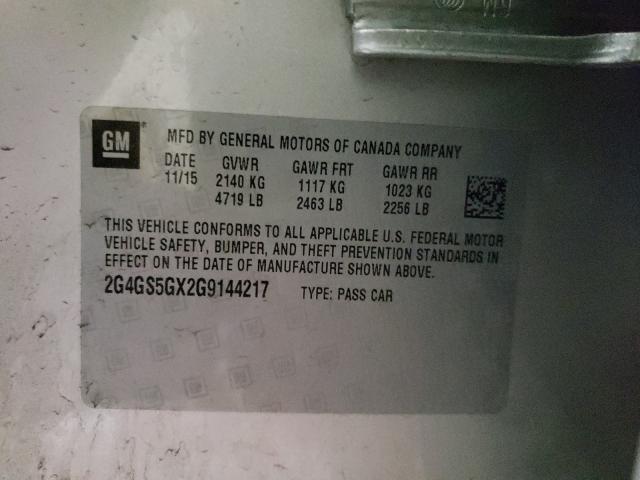 GM
MFD BY GENERAL MOTORS OF CANADA COMPANY
DATE GVWR GAWR FRT GAWR RR
11/15 2140 KG 1117 KG 1023 KG
4719 LB 2463 LB 2256 LB
THIS VEHICLE CONFORMS TO ALL APPLICABLE U.S. FEDERAL MOTOR
VEHICLE SAFETY, BUMPER, AND THEFT PREVENTION STANDARDS IN
EFFECT ON THE DATE OF MANUFACTURE SHOWN ABOVE.
2G4GS5GX2G9144217 TYPE: PASS CAR